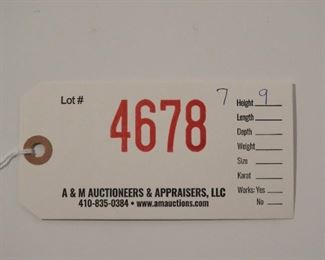 Lot #
4678
7
Height 9
Length
Depth
Weight
Size
Karat
Works: Yes
No
A & M AUCTIONEERS & APPRAISERS, LLC
410-835-0384 • www.amauctions.com